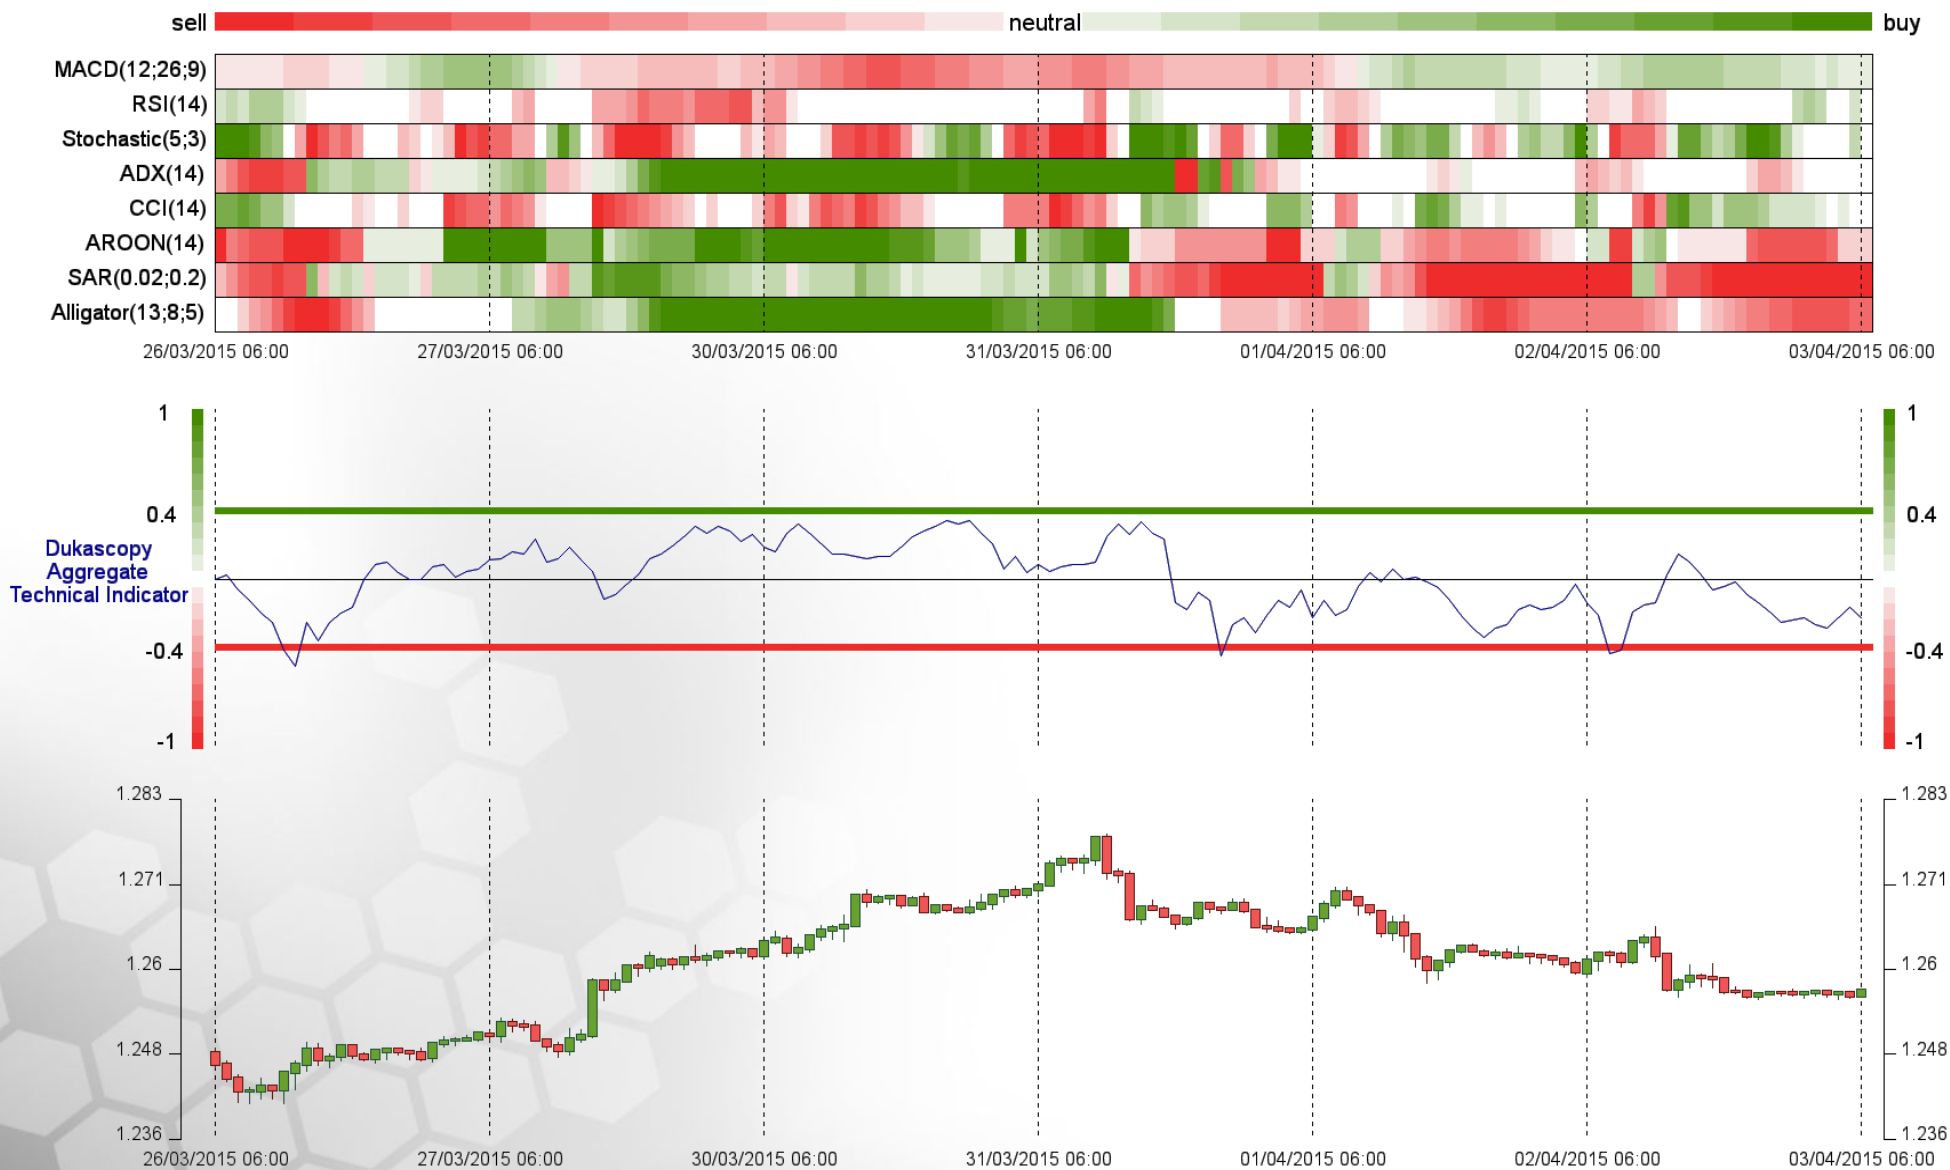 sell neutral buy
MACD(12;26;9)
RSI(14)
Stochastic(5;3)
ADX(14)
CCI(14)
AROON(14)
SAR(0.02;0.2)
Alligator(13;8;5)
26/03/2015 06:00 27/03/2015 06:00 30/03/2015 06:00 31/03/2015 06:00 01/04/2015 06:00 02/04/2015 06:00 03/04/2015 06:00
1 1
0.4 0.4
Dukascopy
Aggregate
Technical Indicator
-0.4 -0.4
-1 -1
1.283 1.283
1.271 1.271
1.26 1.26
1.248 1.248
1.236 1.236
26/03/2015 06:00 27/03/2015 06:00 30/03/2015 06:00 31/03/2015 06:00 01/04/2015 06:00 02/04/2015 06:00 03/04/2015 06:00